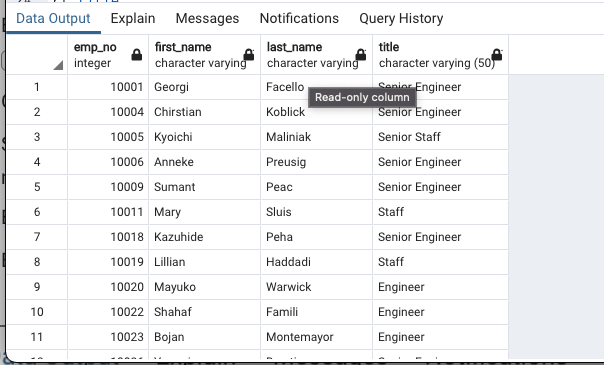 Data Output Explain Messages Notifications Query History
emp_no first_name last_name title
integer character varying character varying character varying (50)
1 10001 Georgi Facello Senior Engineer
Read-only column
2 10004 Chirstian Koblick Senior Engineer
3 10005 Kyoichi Maliniak Senior Staff
4 10006 Anneke Preusig Senior Engineer
5 10009 Sumant Peac Senior Engineer
6 10011 Mary Sluis Staff
7 10018 Kazuhide Peha Senior Engineer
8 10019 Lillian Haddadi Staff
9 10020 Mayuko Warwick Engineer
10 10022 Shahaf Famili Engineer
11 10023 Bojan Montemayor Engineer